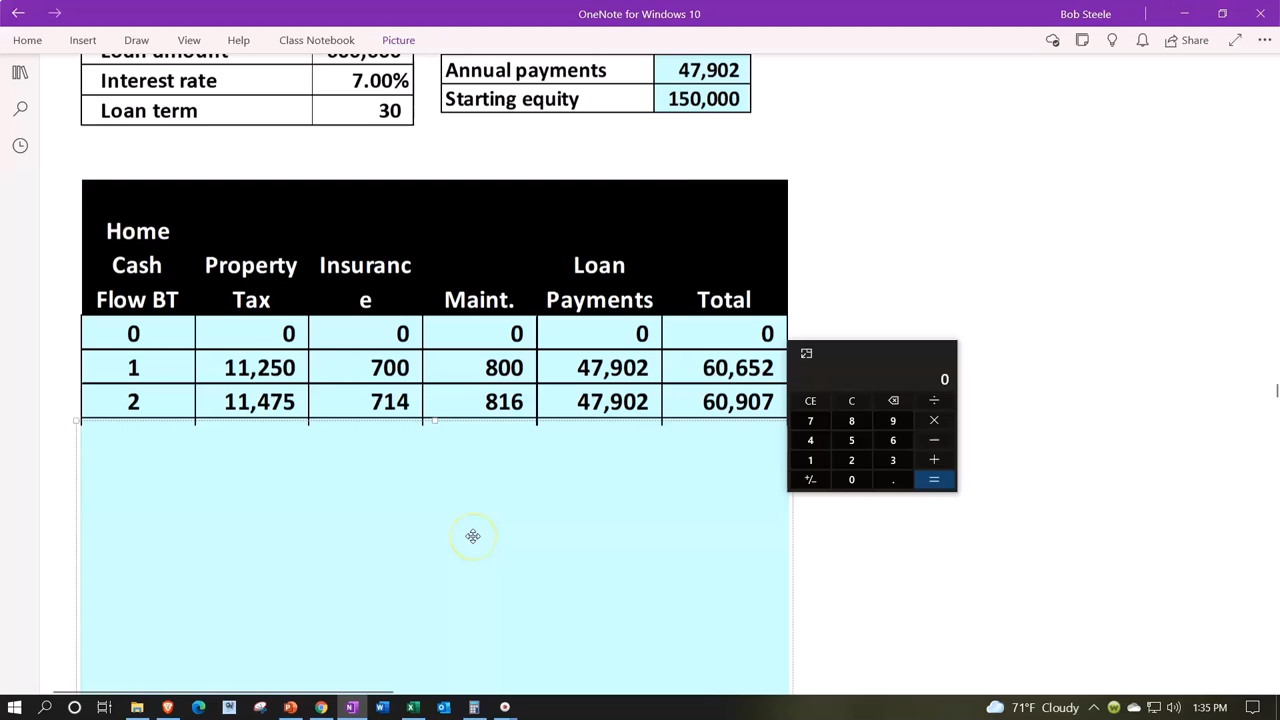 OneNote for Windows 10
Bob Steele
Home Insert Draw View Help Class Notebook Picture
Share
Loan amount
Interest rate 7.00%
Loan term 30
Annual payments 47,902
Starting equity 150,000
Home
Cash Property Insuranc Loan
Flow BT Tax e Maint. Payments Total
0 0 0 0 0 0
1 11,250 700 800 47,902 60,652
2 11,475 714 816 47,902 60,907
0
CE C ÷
7 8 9 ×
4 5 6 −
1 2 3 +
+/− 0 . =
71°F Cloudy
1:35 PM